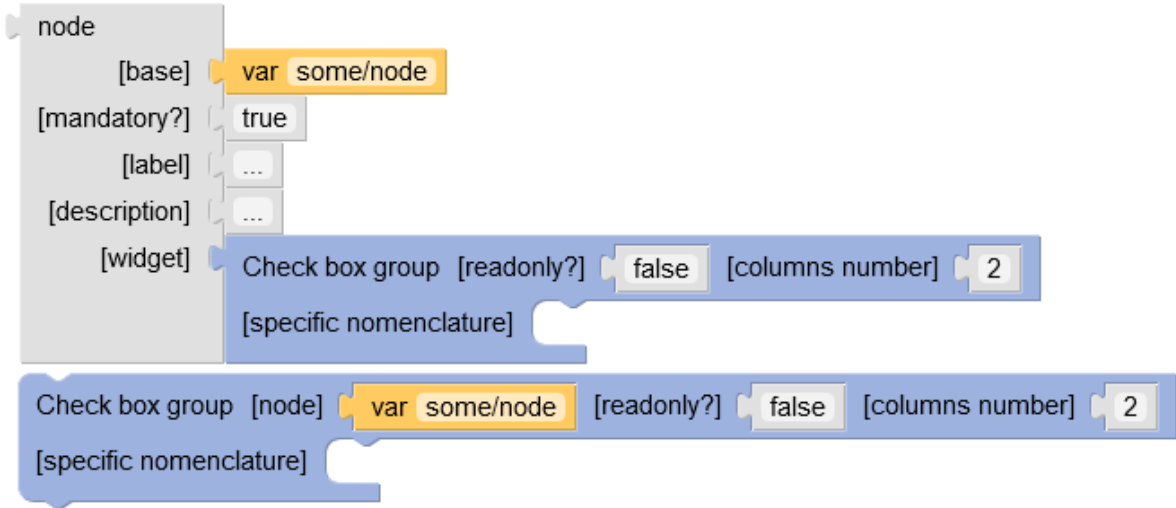 node
[base] var some/node
[mandatory?] true
[label] ...
[description] ...
[widget] Check box group [readonly?] false [columns number] 2
[specific nomenclature]
Check box group [node] var some/node [readonly?] false [columns number] 2
[specific nomenclature]